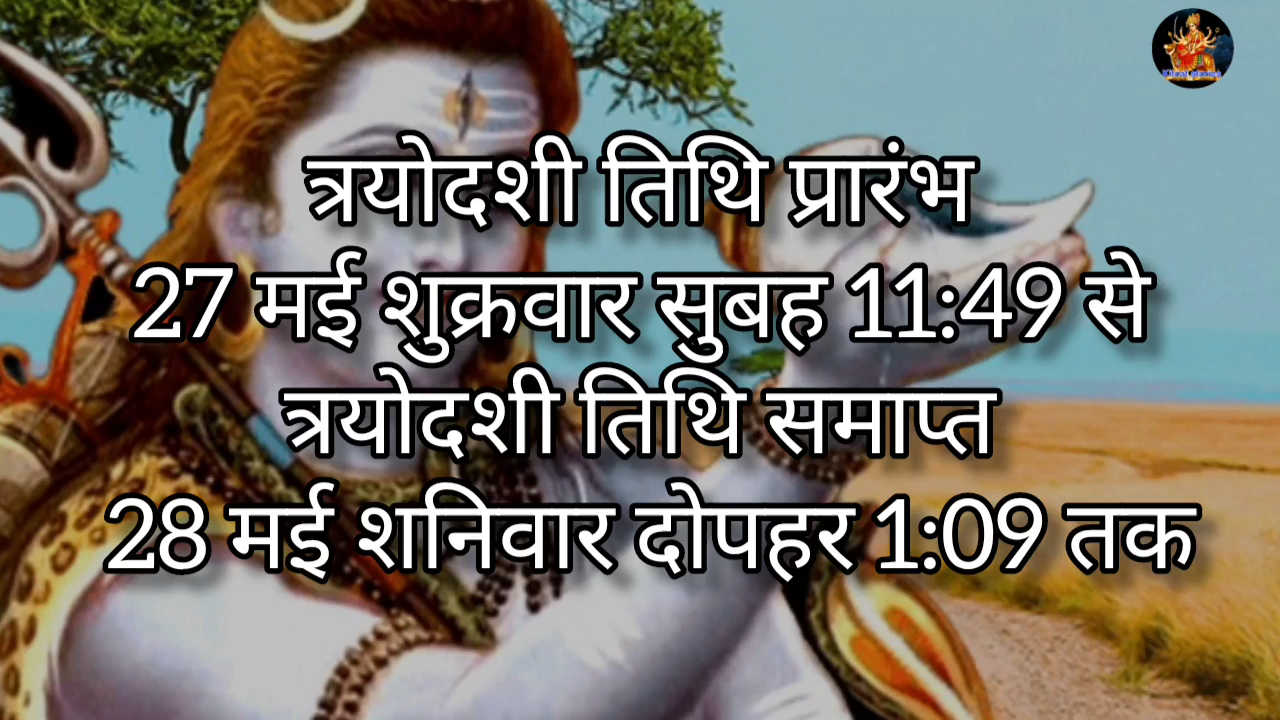 त्रयोदशी तिथि प्रारंभ
27 मई शुक्रवार सुबह 11:49 से
त्रयोदशी तिथि समाप्त
28 मई शनिवार दोपहर 1:09 तक